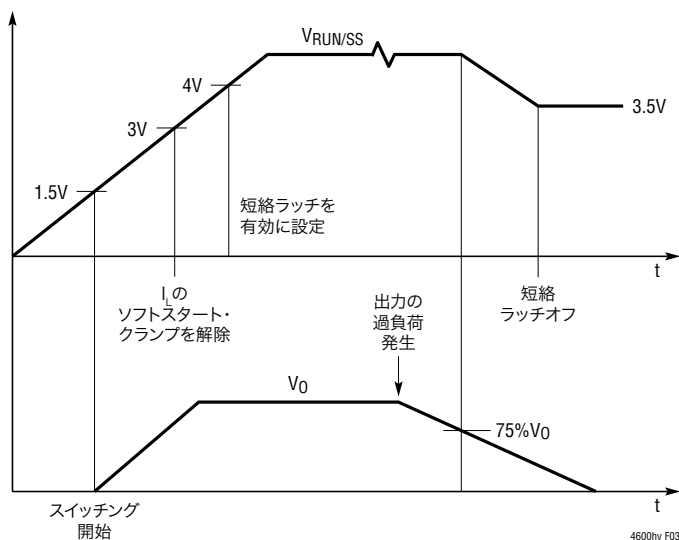 VRUN/SS
4V
3V
3.5V
1.5V
短絡ラッチを
有効に設定
t
ILの
ソフトスタート・
クランプを解除
出力の
過負荷
発生
短絡
ラッチオフ
VO
75%VO
t
スイッチング
開始
4600hv F03